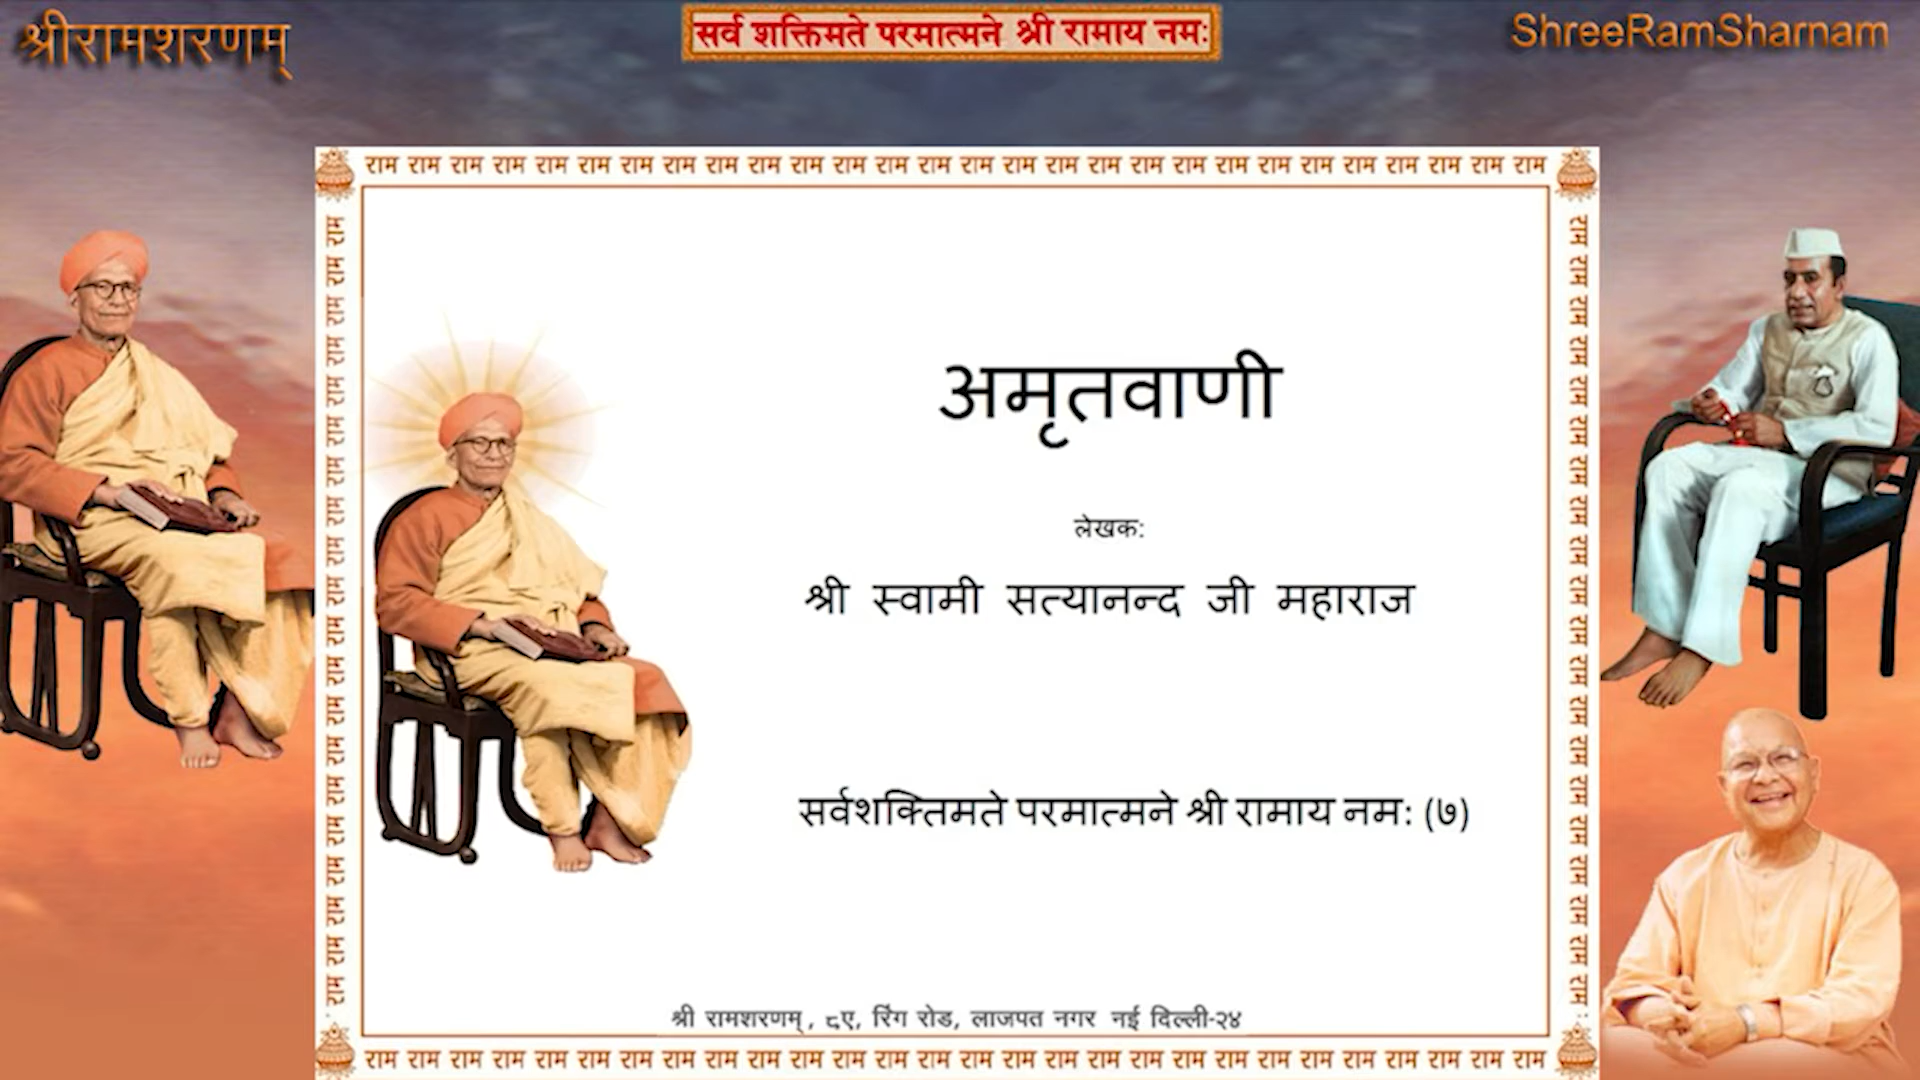 श्रीरामशरणम्
सर्व शक्तिमते परमात्मने श्री रामाय नमः
ShreeRamSharnam
राम राम राम राम राम राम राम राम राम राम राम राम राम राम राम राम राम राम राम राम राम राम राम राम राम राम राम राम
अमृतवाणी
लेखक:
श्री स्वामी सत्यानन्द जी महाराज
सर्वशक्तिमते परमात्मने श्री रामाय नम: (७)
श्री रामशरणम् , ८ए, रिंग रोड, लाजपत नगर नई दिल्ली-२४
राम राम राम राम राम राम राम राम राम राम राम राम राम राम राम राम राम राम राम राम राम राम राम राम राम राम राम राम
राम राम राम राम राम राम राम राम राम राम राम राम राम राम राम राम राम राम राम राम
राम राम राम राम राम राम राम राम राम राम राम राम राम राम राम राम राम राम राम राम